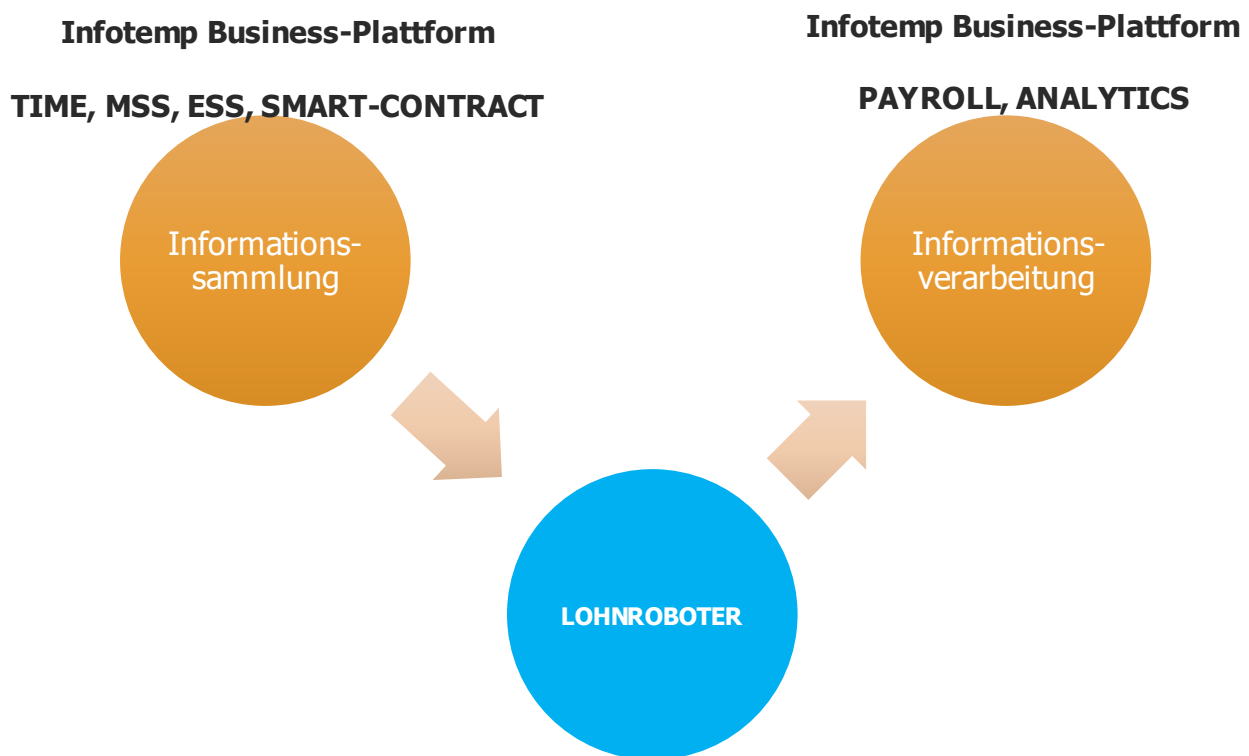 Infotemp Business-Plattform
TIME, MSS, ESS, SMART-CONTRACT
Informations-
sammlung
Infotemp Business-Plattform
PAYROLL, ANALYTICS
Informations-
verarbeitung
LOHNROBOTER